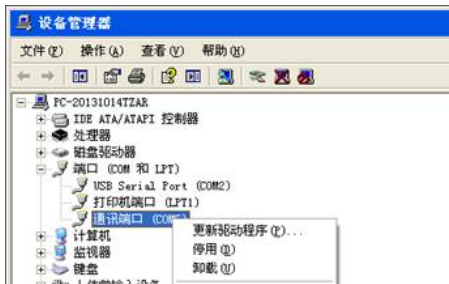 设备管理器
文件(F) 操作(A) 查看(V) 帮助(H)
PC-20131014TZAR
IDE ATA/ATAPI 控制器
处理器
磁盘驱动器
端口 (COM 和 LPT)
USB Serial Port (COM2)
打印机端口 (LPT1)
通讯端口
更新驱动程序(P)...
计算机
停用(D)
监视器
卸载(U)
键盘